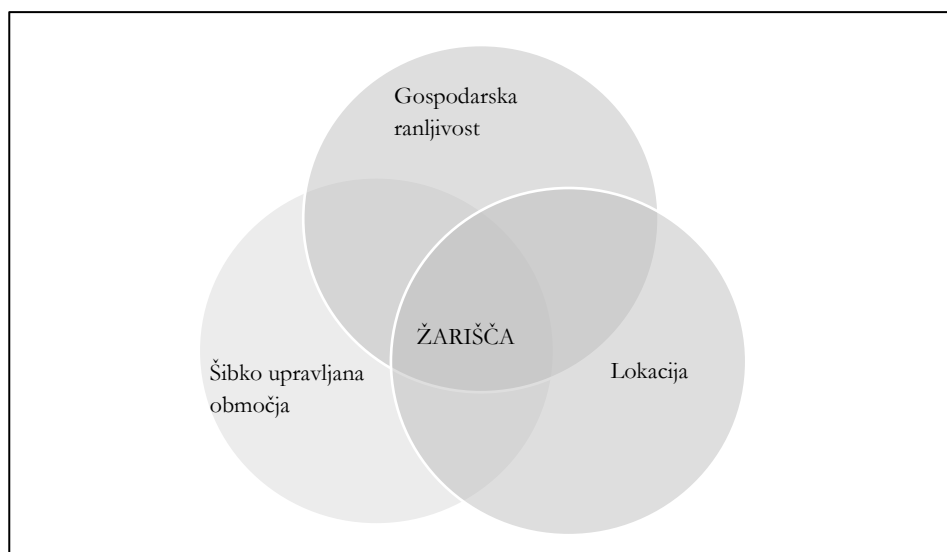 Gospodarska
ranljivost
ŽARIŠČA
Šibko upravljana
območja
Lokacija